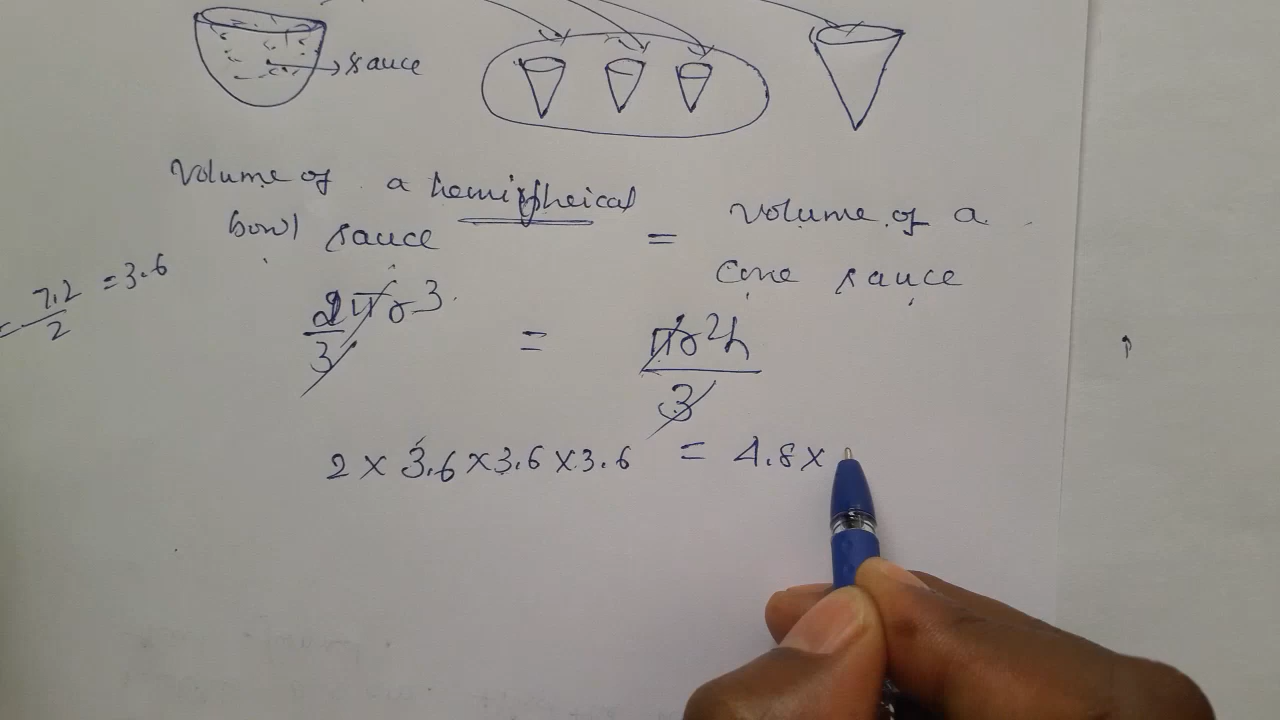 sauce
Volume of a hemispheical = Volume of a
bowl sauce cone sauce
7.2/2 = 3.6
2πr3/3 = πr2h/3
2 × 3.6 × 3.6 × 3.6 = 4.8 ×